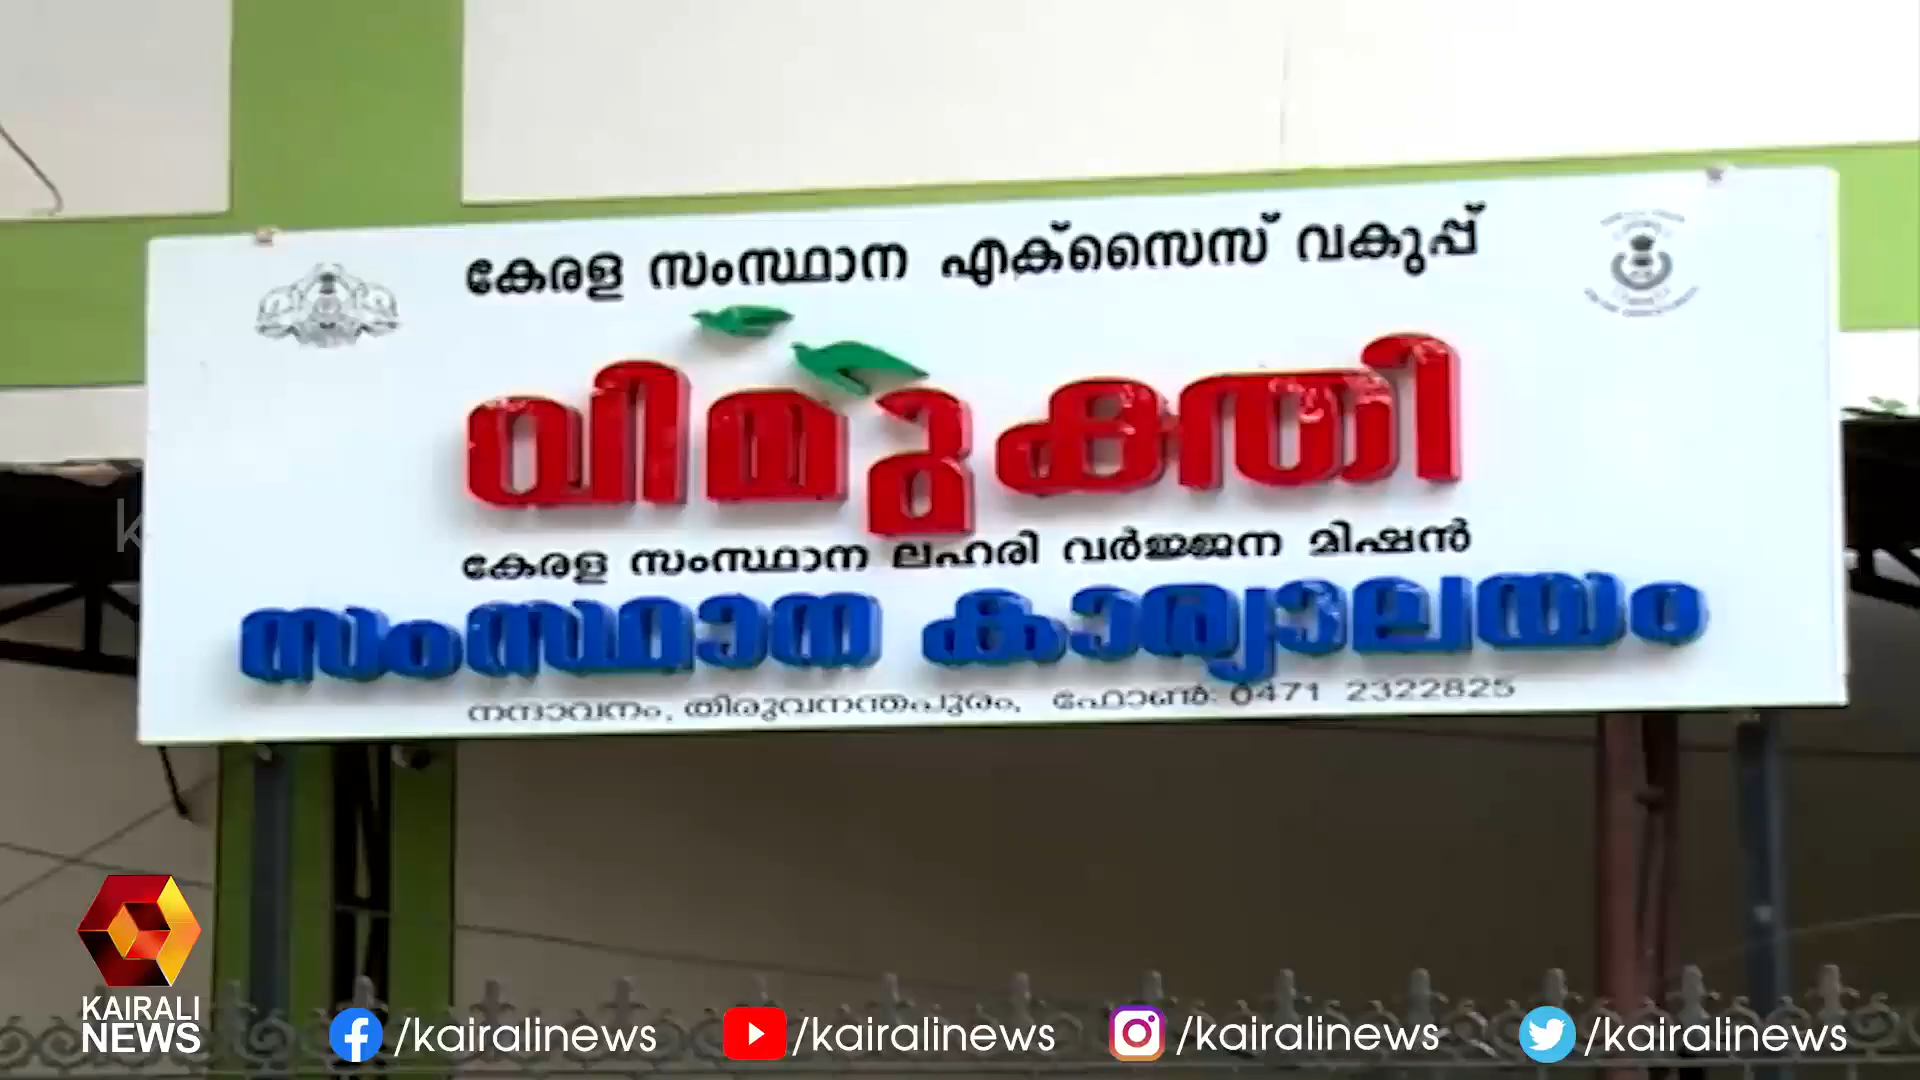 കേരള സംസ്ഥാന എക്സൈസ് വകുപ്പ്
വിമുക്തി
കേരള സംസ്ഥാന ലഹരി വർജ്ജന മിഷൻ
സംസ്ഥാന കാര്യാലയം
നന്ദാവനം, തിരുവനന്തപുരം, ഫോൺ: 0471 2322825
KAIRALI
NEWS
/kairalinews /kairalinews /kairalinews /kairalinews